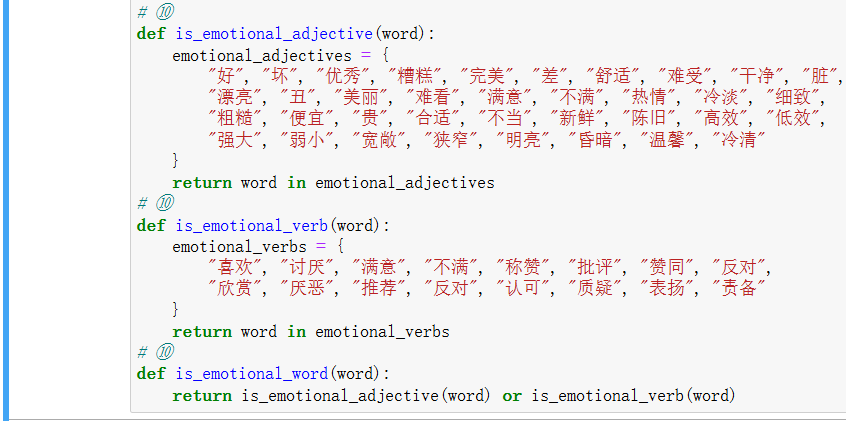 # ⑩
def is_emotional_adjective(word):
    emotional_adjectives = {
        "好", "坏", "优秀", "糟糕", "完美", "差", "舒适", "难受", "干净", "脏",
        "漂亮", "丑", "美丽", "难看", "满意", "不满", "热情", "冷淡", "细致",
        "粗糙", "便宜", "贵", "合适", "不当", "新鲜", "陈旧", "高效", "低效",
        "强大", "弱小", "宽敞", "狭窄", "明亮", "昏暗", "温馨", "冷清"
    }
    return word in emotional_adjectives
# ⑩
def is_emotional_verb(word):
    emotional_verbs = {
        "喜欢", "讨厌", "满意", "不满", "称赞", "批评", "赞同", "反对",
        "欣赏", "厌恶", "推荐", "反对", "认可", "质疑", "表扬", "责备"
    }
    return word in emotional_verbs
# ⑩
def is_emotional_word(word):
    return is_emotional_adjective(word) or is_emotional_verb(word)